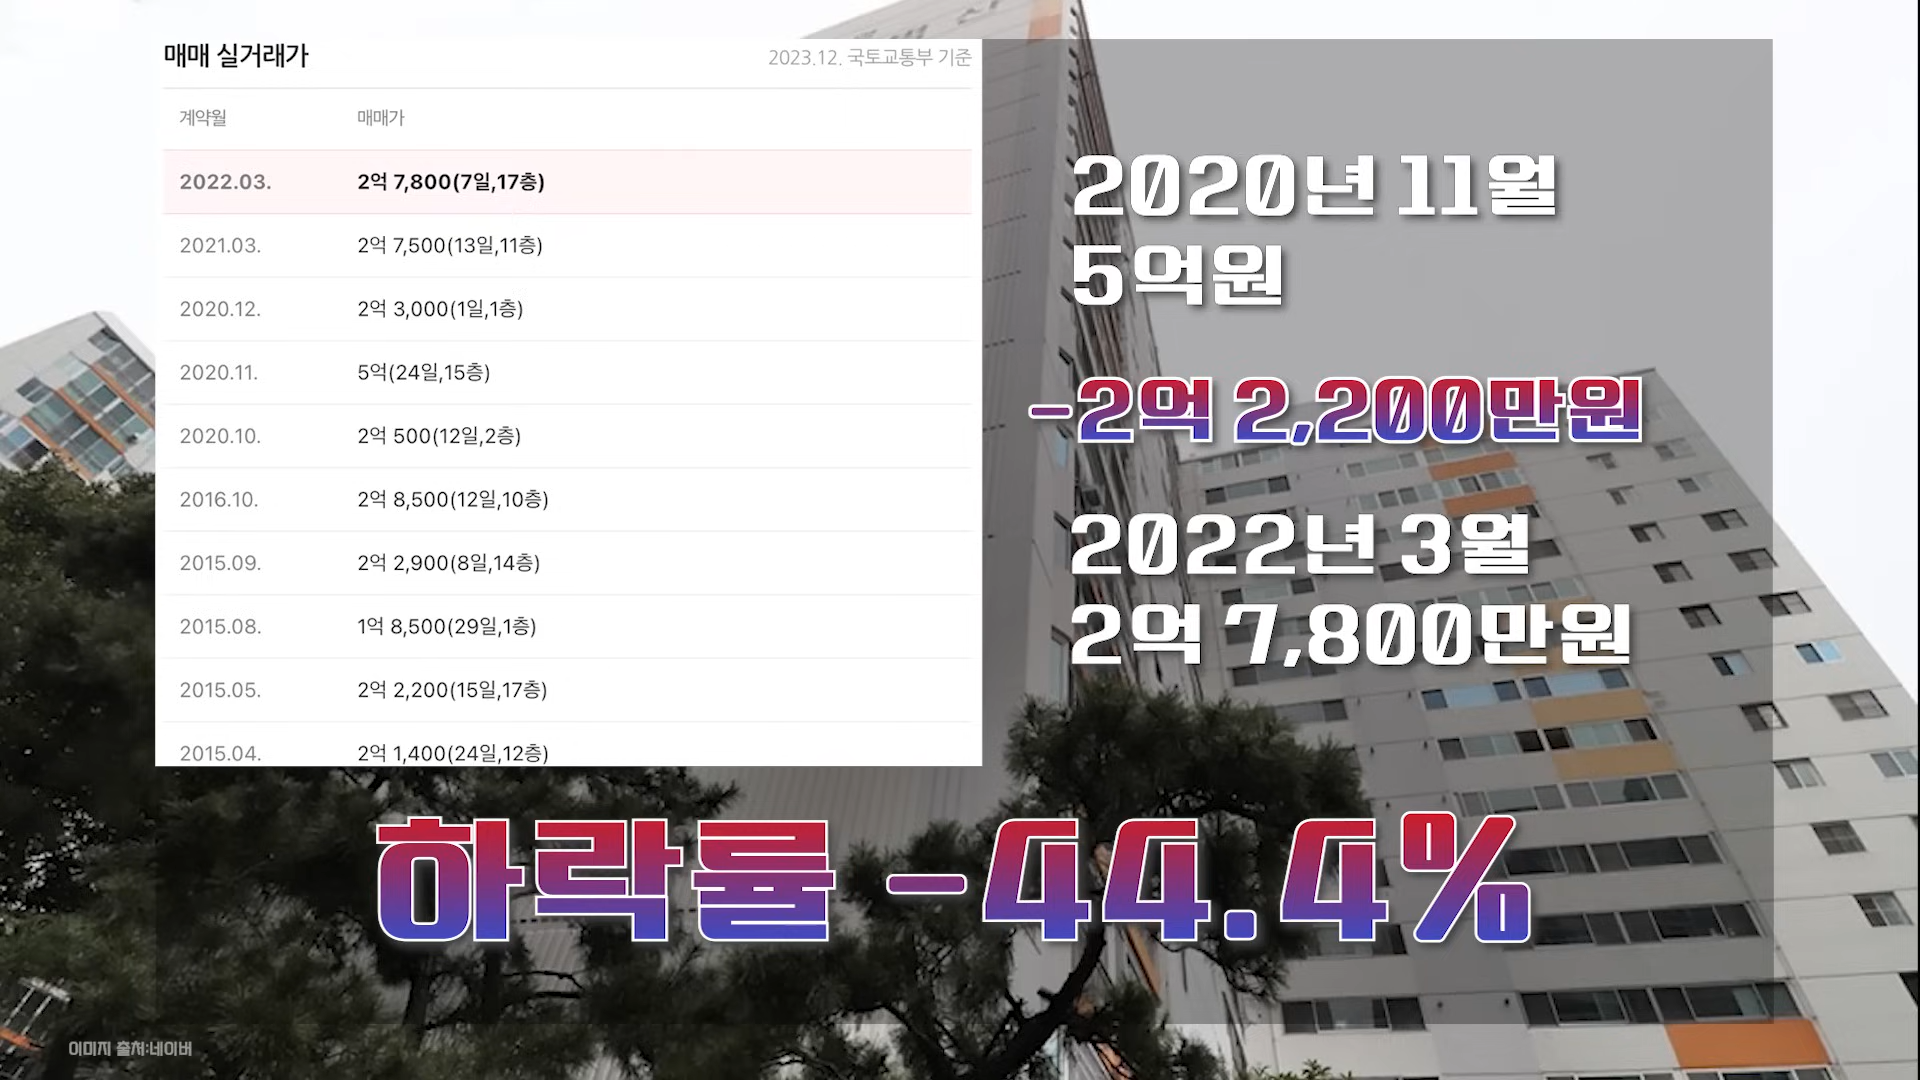 매매 실거래가
2023.12. 국토교통부 기준
계약월 매매가
2022.03. 2억 7,800(7일,17층)
2021.03. 2억 7,500(13일,11층)
2020.12. 2억 3,000(1일,1층)
2020.11. 5억(24일,15층)
2020.10. 2억 500(12일,2층)
2016.10. 2억 8,500(12일,10층)
2015.09. 2억 2,900(8일,14층)
2015.08. 1억 8,500(29일,1층)
2015.05. 2억 2,200(15일,17층)
2015.04. 2억 1,400(24일,12층)
2020년 11월
5억원
-2억 2,200만원
2022년 3월
2억 7,800만원
하락률 -44.4%
이미지 출처:네이버